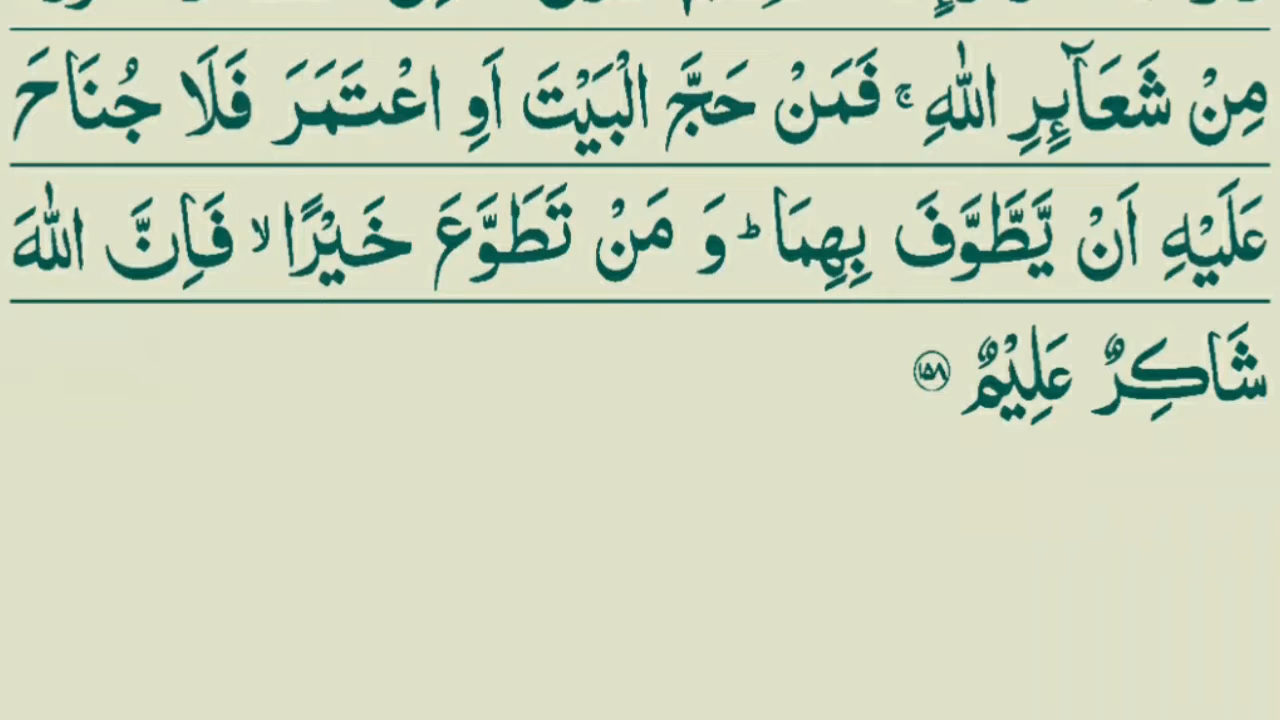 مِنْ شَعَآئِرِ اللّٰهِ ۚ فَمَنْ حَجَّ الْبَيْتَ اَوِ اعْتَمَرَ فَلَا جُنَاحَ
عَلَيْهِ اَنْ يَّطَّوَّفَ بِهِمَا ؕ وَ مَنْ تَطَوَّعَ خَيْرًا ۙ فَاِنَّ اللّٰهَ
شَاكِرٌ عَلِيْمٌ ۱۵۸